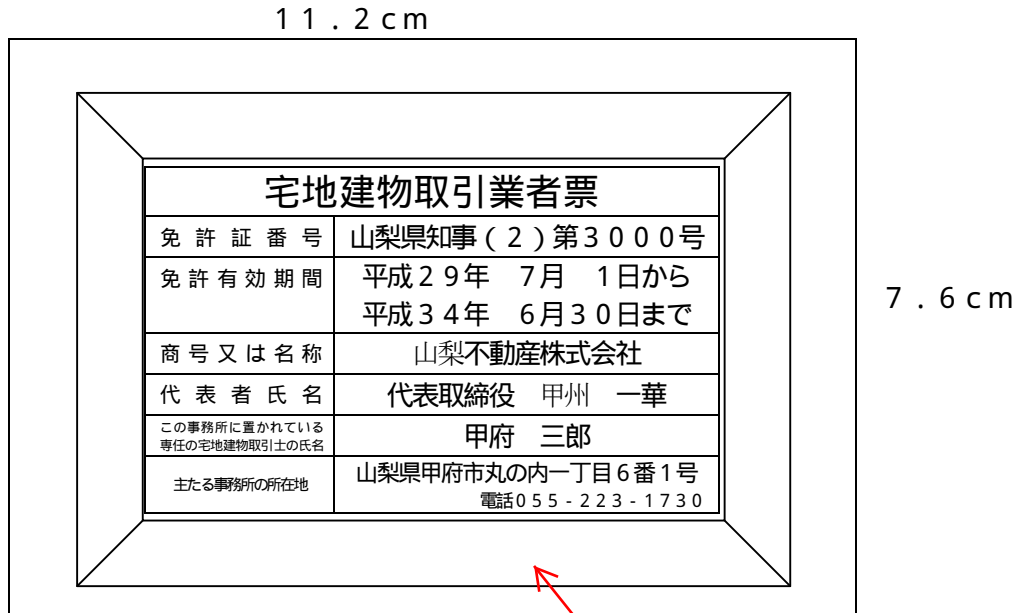 11.2cm
宅地建物取引業者票
免許証番号 山梨県知事(2)第3000号
免許有効期間 平成29年 7月 1日から
平成34年 6月30日まで
商号又は名称 山梨不動産株式会社
代表者氏名 代表取締役 甲州 一華
この事務所に置かれている
専任の宅地建物取引士の氏名 甲府 三郎
主たる事務所の所在地 山梨県甲府市丸の内一丁目6番1号
電話055-223-1730
7.6cm